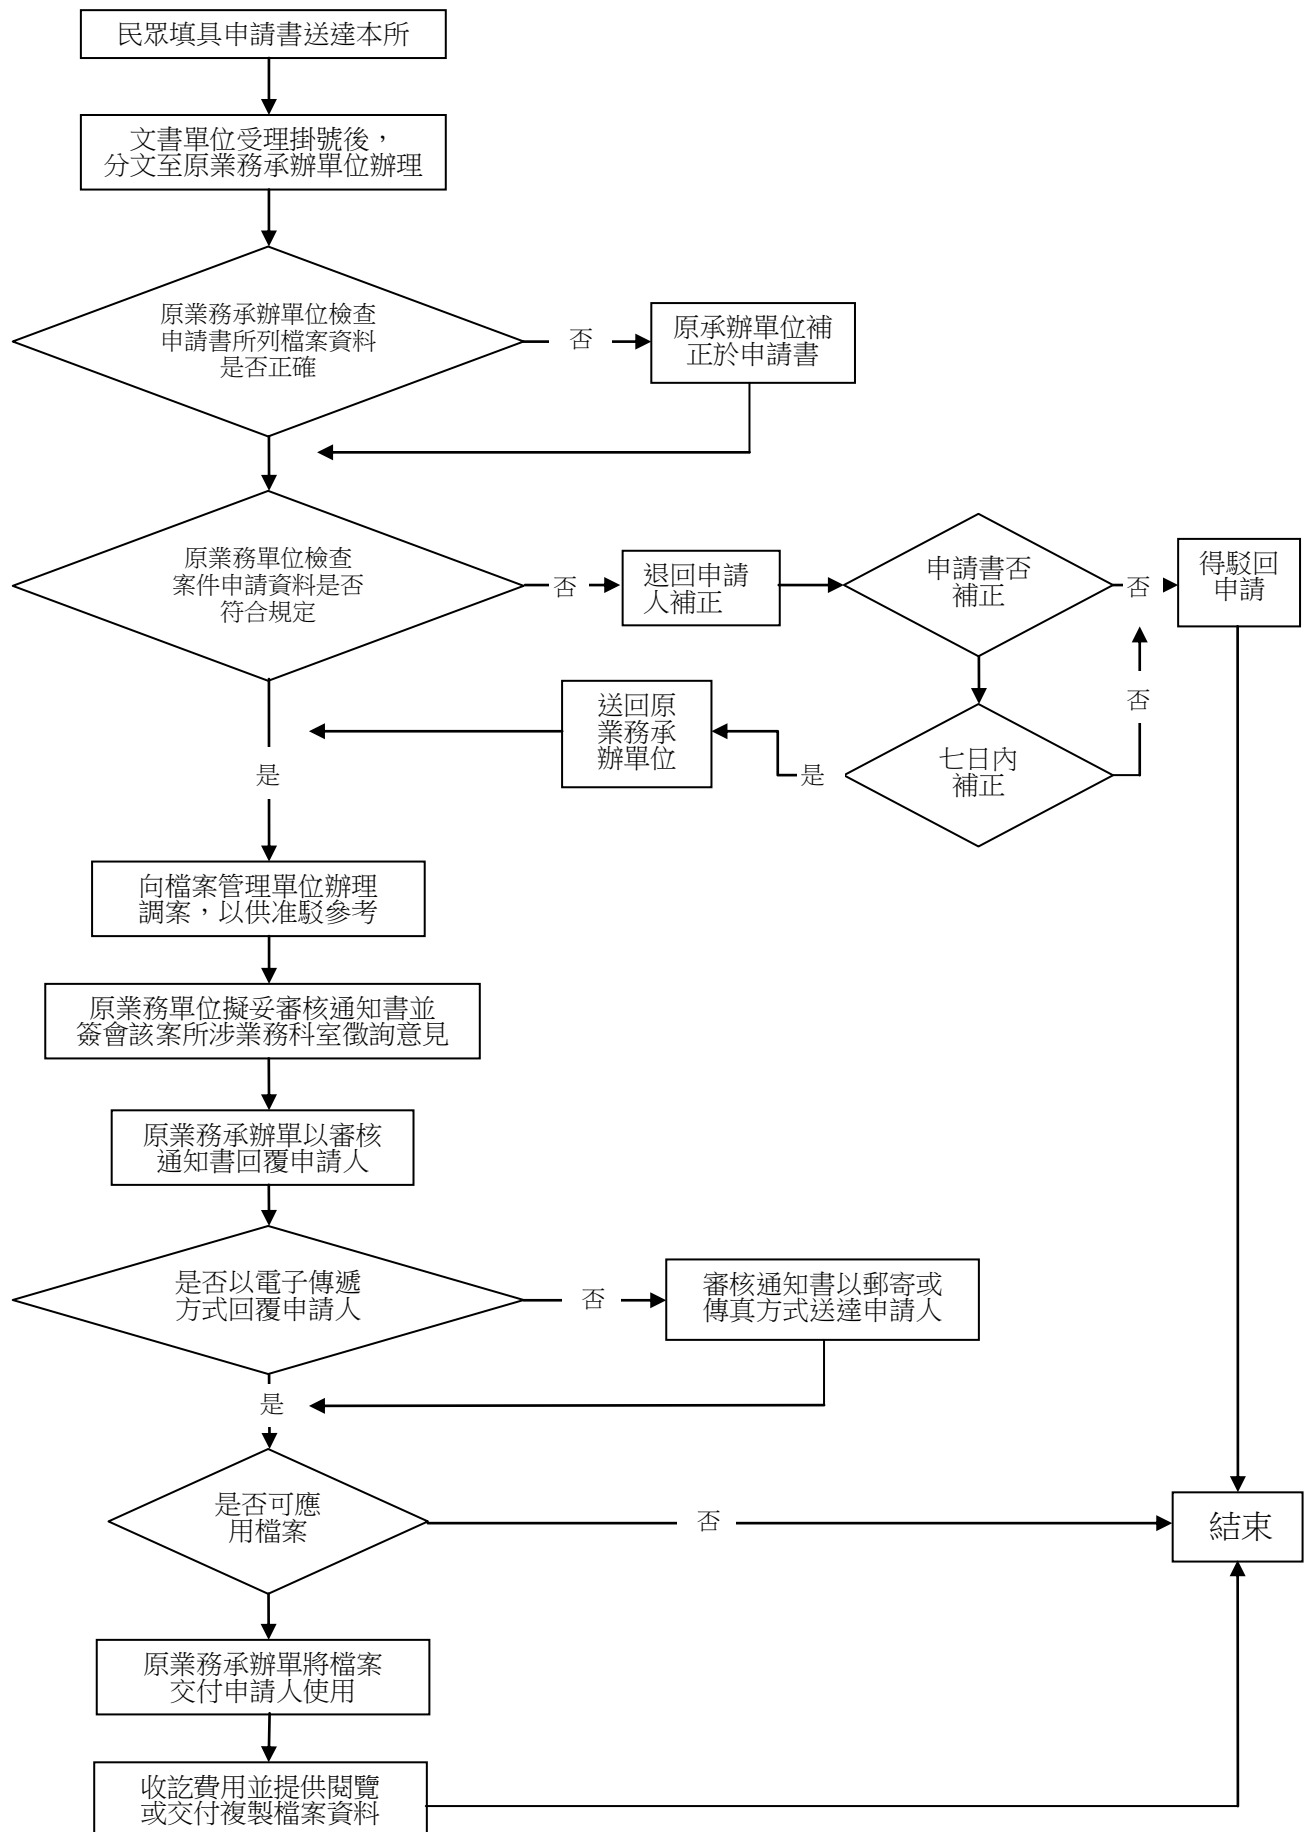 民眾填具申請書送達本所
文書單位受理掛號後，
分文至原業務承辦單位辦理
原業務承辦單位檢查
申請書所列檔案資料
是否正確
否
原承辦單位補
正於申請書
原業務單位檢查
案件申請資料是否
符合規定
否
退回申請
人補正
申請書否
補正
否
得駁回
申請
送回原
業務承
辦單位
是
七日內
補正
否
是
向檔案管理單位辦理
調案，以供准駁參考
原業務單位擬妥審核通知書並
簽會該案所涉業務科室徵詢意見
原業務承辦單以審核
通知書回覆申請人
是否以電子傳遞
方式回覆申請人
否
審核通知書以郵寄或
傳真方式送達申請人
是
是否可應
用檔案
否
結束
原業務承辦單將檔案
交付申請人使用
收訖費用並提供閱覽
或交付複製檔案資料